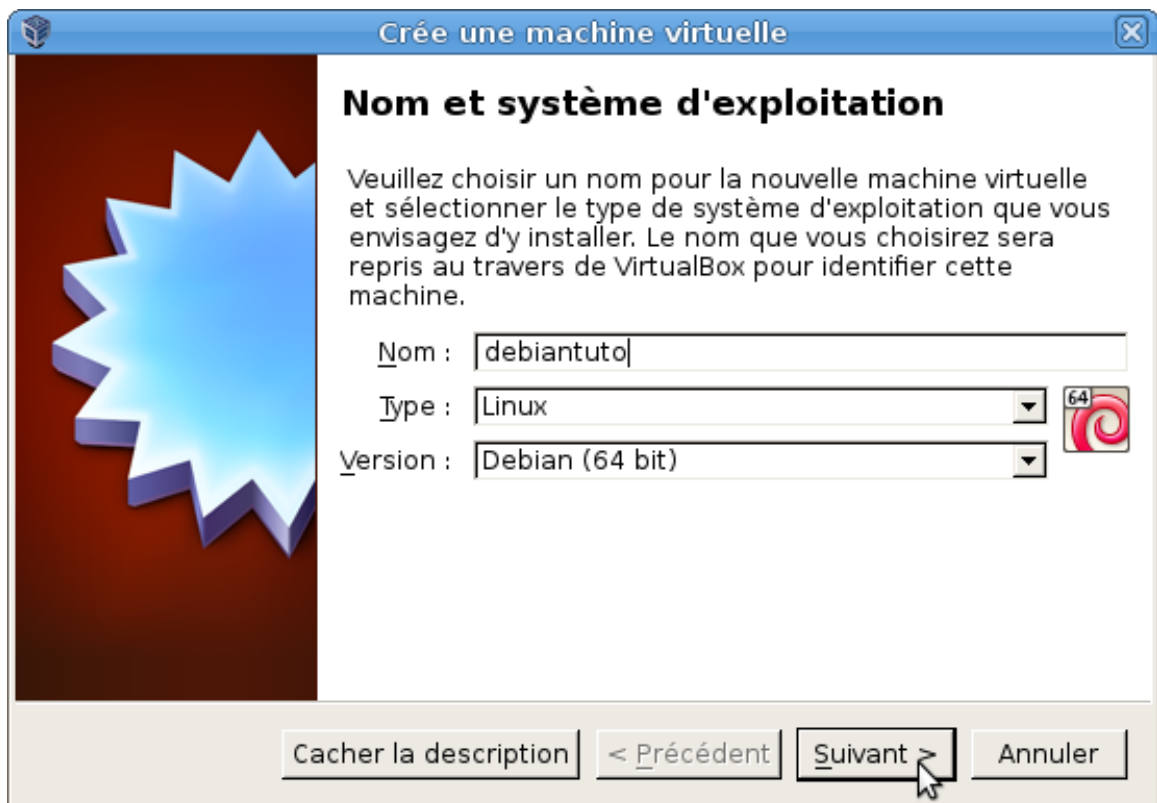 Crée une machine virtuelle
Nom et système d'exploitation
Veuillez choisir un nom pour la nouvelle machine virtuelle
et sélectionner le type de système d'exploitation que vous
envisagez d'y installer. Le nom que vous choisirez sera
repris au travers de VirtualBox pour identifier cette
machine.
Nom : debiantuto
Type : Linux
64
Version : Debian (64 bit)
Cacher la description < Précédent Suivant > Annuler